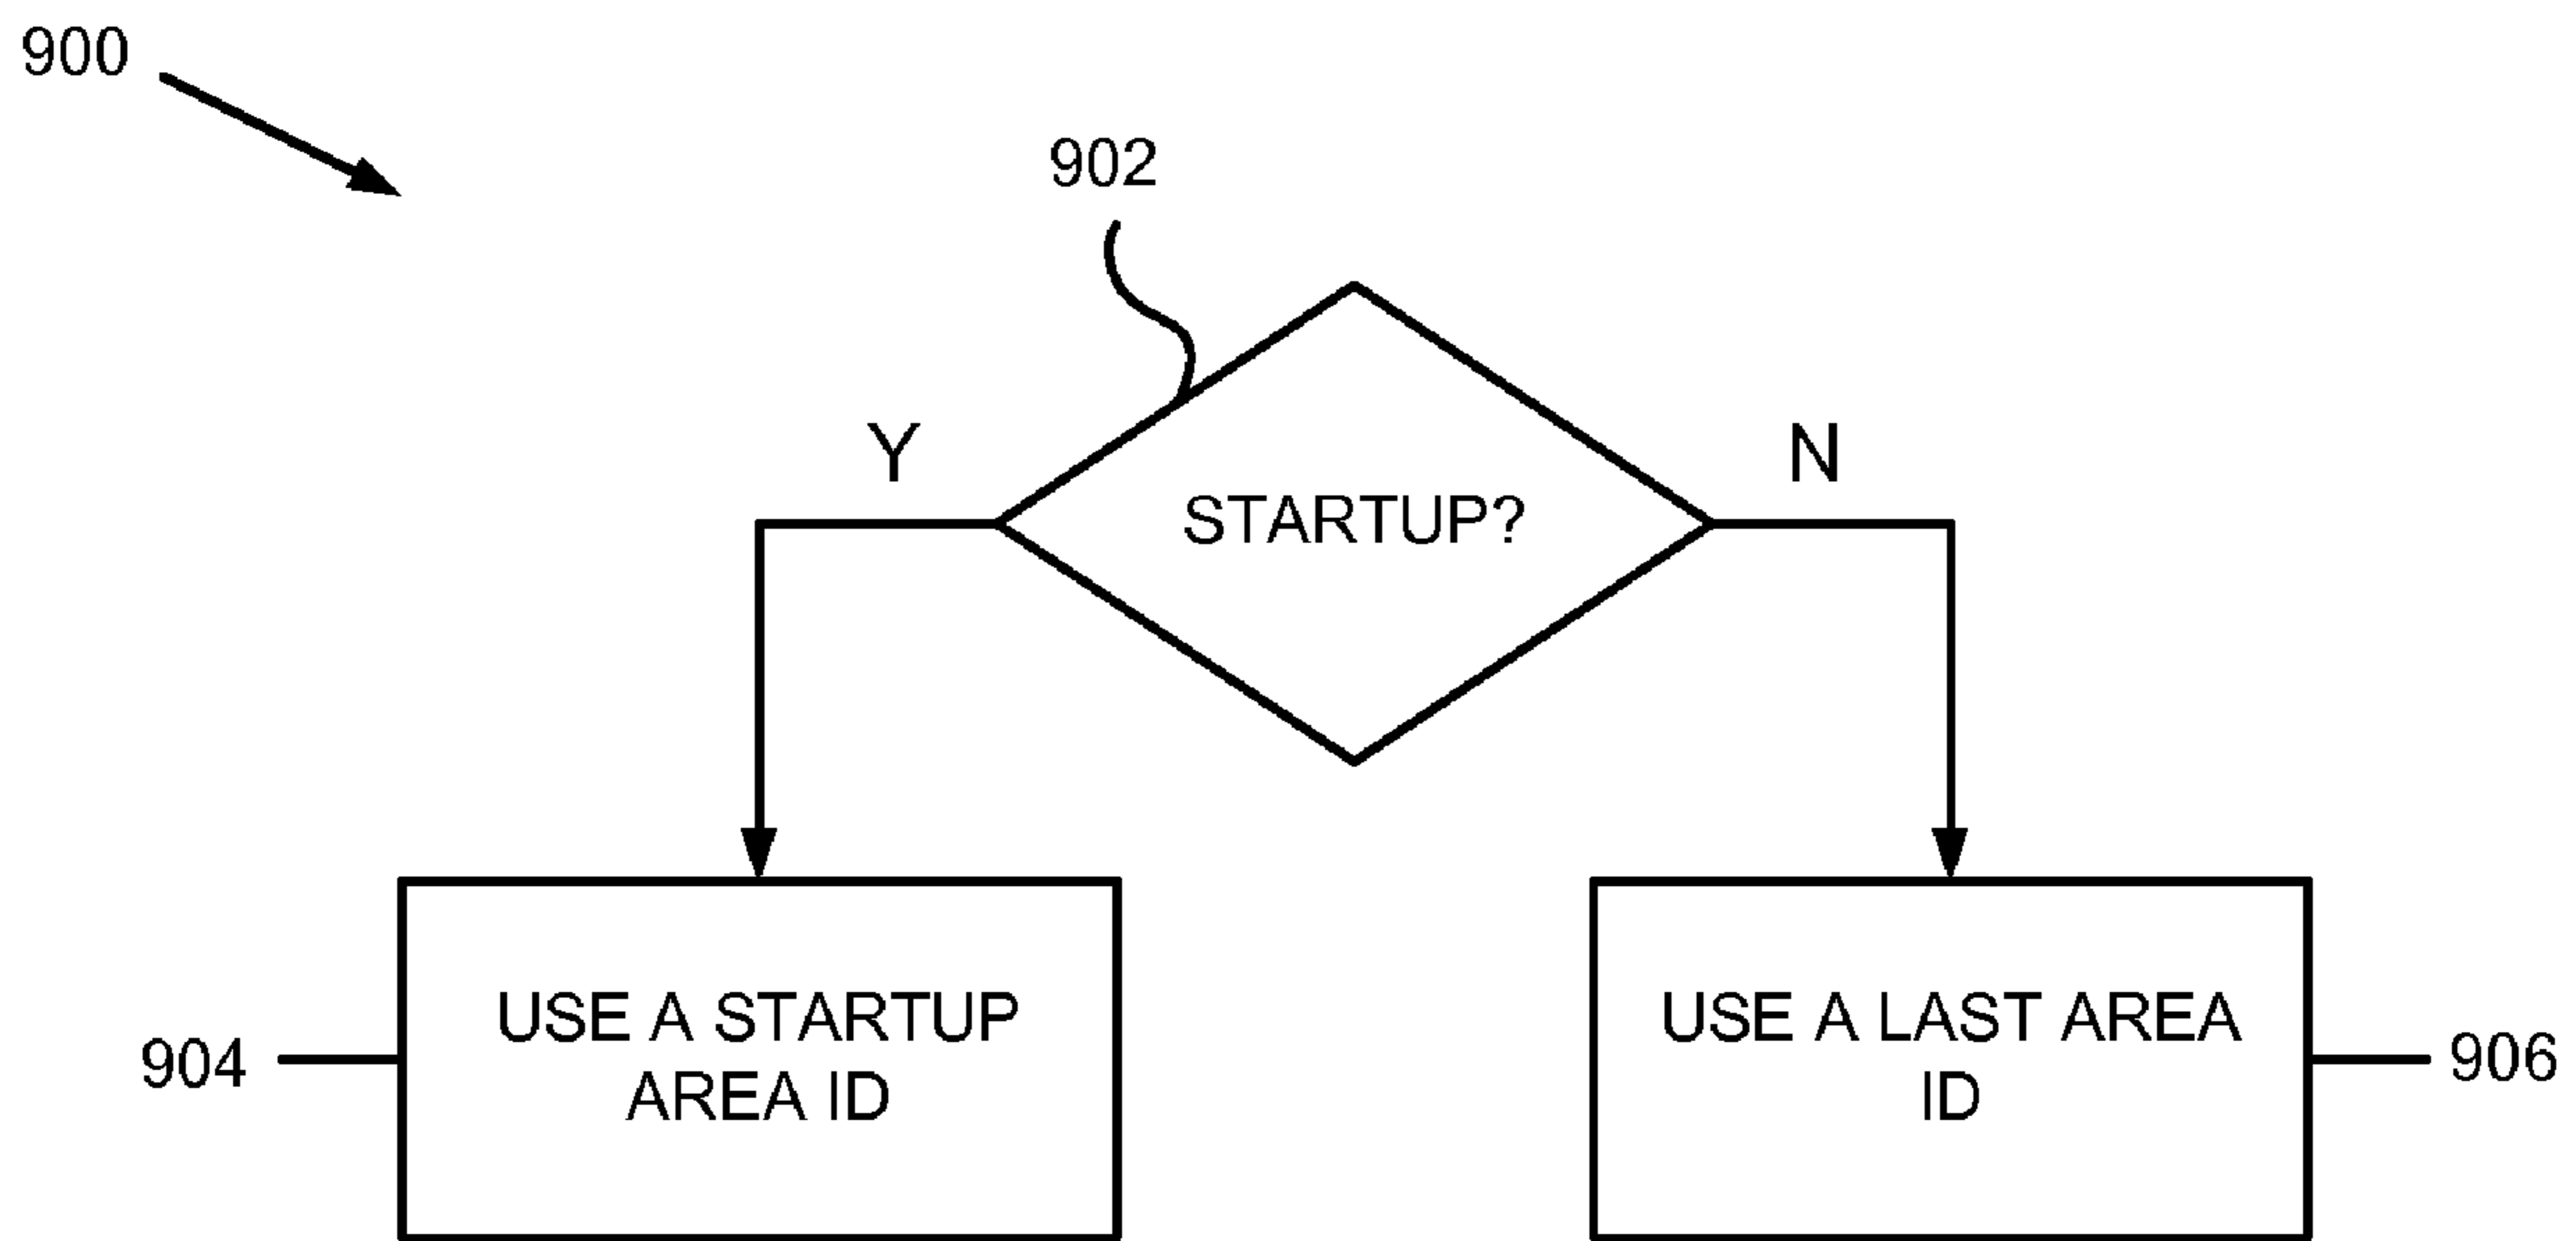 900
902
Y
N
STARTUP?
USE A STARTUP
AREA ID
USE A LAST AREA
ID
904
906